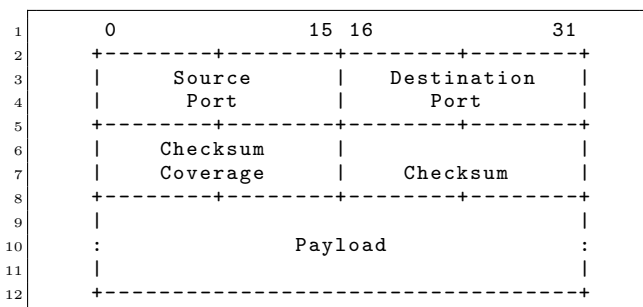 1 0 15 16 31
2 +--------+--------+--------+--------+
3 | Source | Destination |
4 | Port | Port |
5 +--------+--------+--------+--------+
6 | Checksum | |
7 | Coverage | Checksum |
8 +--------+--------+--------+--------+
9 | |
10 : Payload :
11 | |
12 +-----------------------------------+